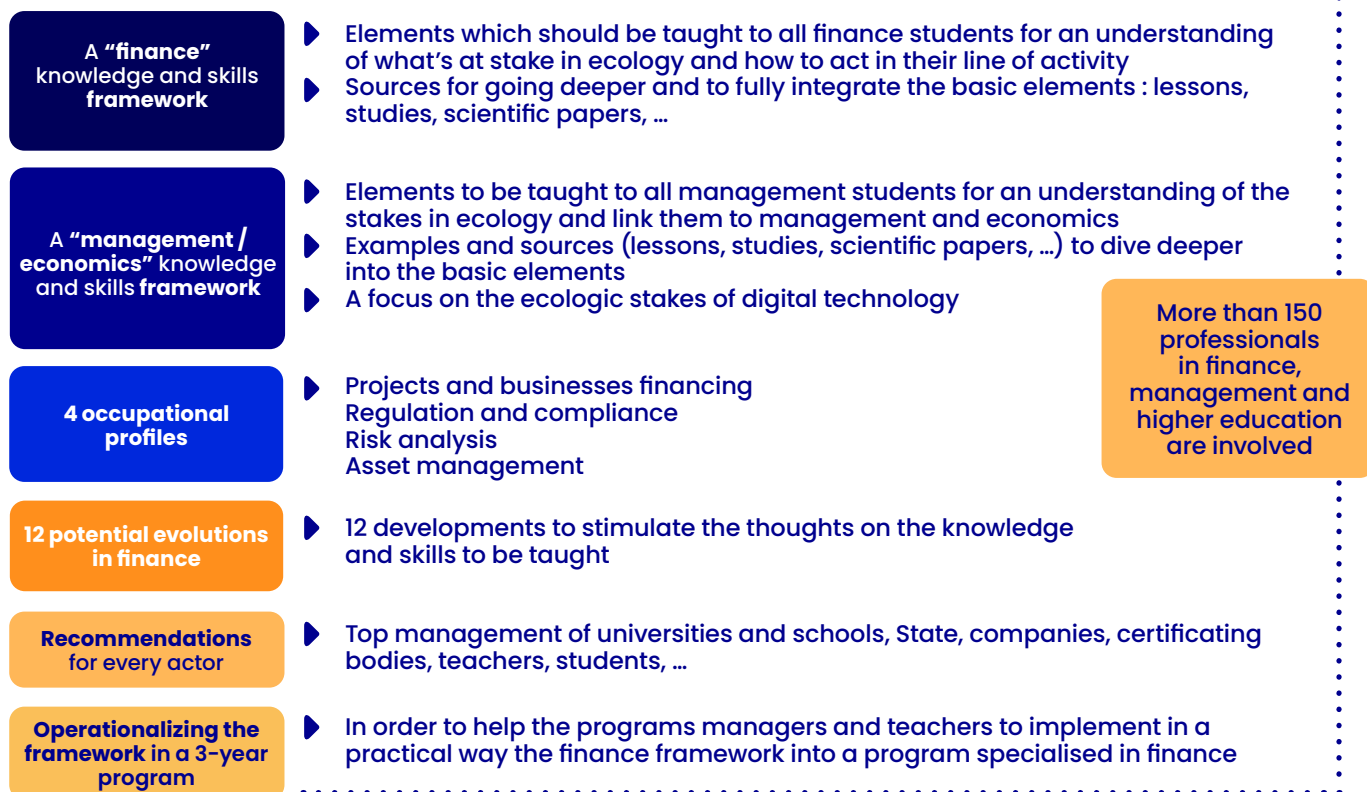 A “finance”
knowledge and skills
framework
Elements which should be taught to all finance students for an understanding
of what’s at stake in ecology and how to act in their line of activity
Sources for going deeper and to fully integrate the basic elements : lessons,
studies, scientific papers, …
A “management /
economics” knowledge
and skills framework
Elements to be taught to all management students for an understanding of the
stakes in ecology and link them to management and economics
Examples and sources (lessons, studies, scientific papers, …) to dive deeper
into the basic elements
A focus on the ecologic stakes of digital technology
More than 150
professionals
in finance,
management and
higher education
are involved
4 occupational
profiles
Projects and businesses financing
Regulation and compliance
Risk analysis
Asset management
12 potential evolutions
in finance
12 developments to stimulate the thoughts on the knowledge
and skills to be taught
Recommendations
for every actor
Top management of universities and schools, State, companies, certificating
bodies, teachers, students, …
Operationalizing the
framework in a 3-year
program
In order to help the programs managers and teachers to implement in a
practical way the finance framework into a program specialised in finance